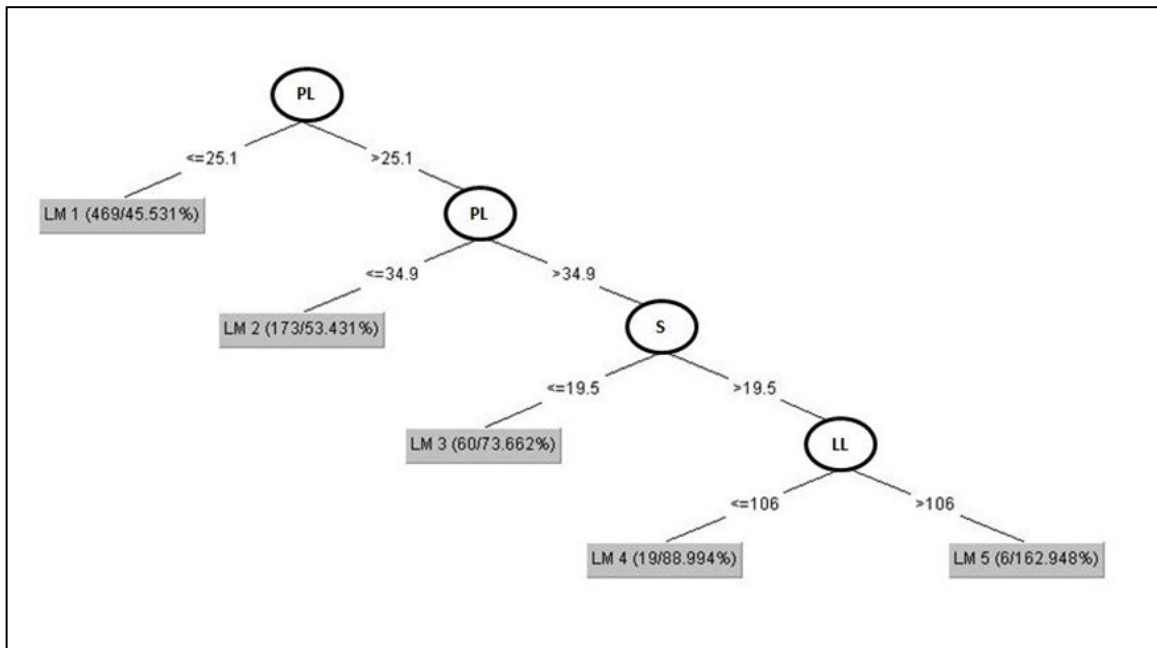 PL
<=25.1
>25.1
LM 1 (469/45.531%)
PL
<=34.9
>34.9
LM 2 (173/53.431%)
S
<=19.5
>19.5
LM 3 (60/73.662%)
LL
<=106
>106
LM 4 (19/88.994%)
LM 5 (6/162.948%)